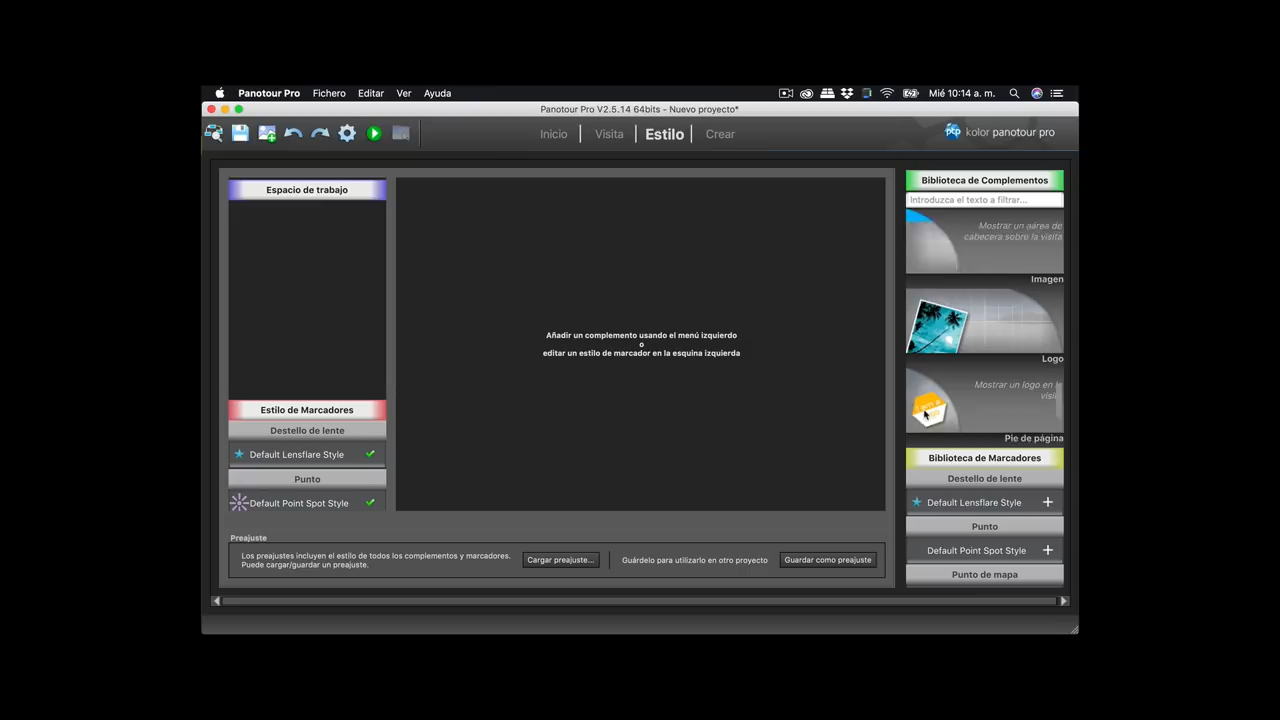 Panotour Pro Fichero Editar Ver Ayuda Mié 10:14 a. m.
Panotour Pro V2.5.14 64bits - Nuevo proyecto*
Inicio Visita Estilo Crear
pcp kolor panotour pro
Espacio de trabajo
Estilo de Marcadores
Destello de lente
Default Lensflare Style
Punto
Default Point Spot Style
Añadir un complemento usando el menú izquierdo
o
editar un estilo de marcador en la esquina izquierda
Preajuste
Los preajustes incluyen el estilo de todos los complementos y marcadores.
Puede cargar/guardar un preajuste.
Cargar preajuste...
Guárdelo para utilizarlo en otro proyecto
Guardar como preajuste
Biblioteca de Complementos
Introduzca el texto a filtrar...
Mostrar un aárea de
cabecera sobre la visita
Imagen
Logo
Mostrar un logo en l
visi
Pie de página
Biblioteca de Marcadores
Destello de lente
Default Lensflare Style
Punto
Default Point Spot Style
Punto de mapa